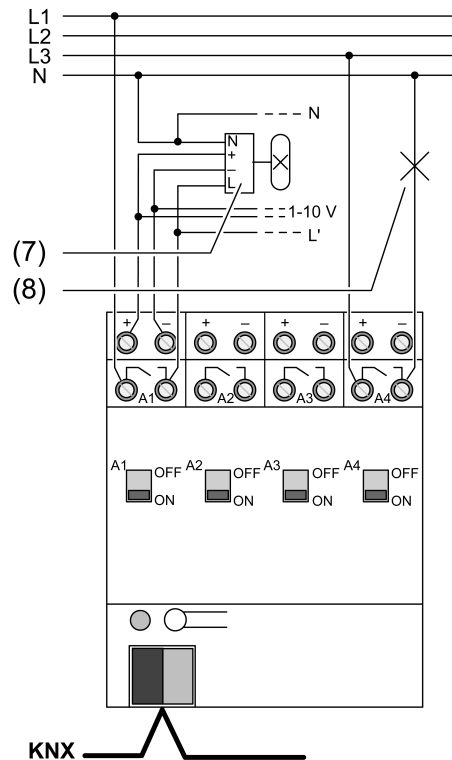 L1
L2
L3
N
N
N
+
−
L
1-10 V
L'
(7)
(8)
+ − + − + − + −
A1 A2 A3 A4
A1 OFF A2 OFF A3 OFF A4 OFF
ON ON ON ON
KNX